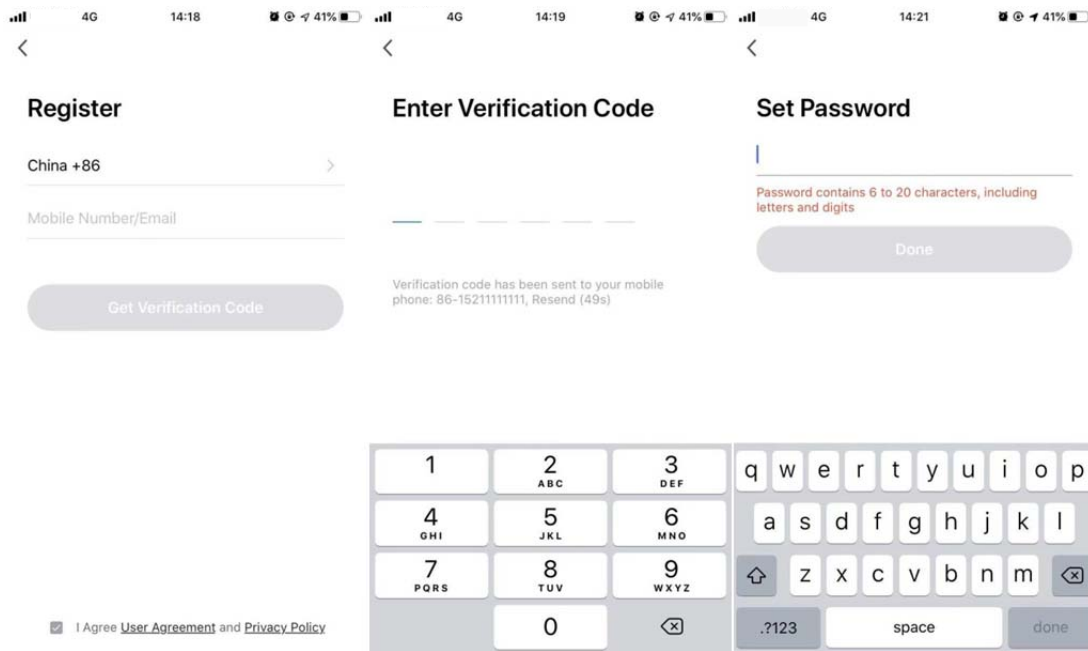 4G 14:18 41%
Register
China +86
Mobile Number/Email
Get Verification Code
I Agree User Agreement and Privacy Policy
4G 14:19 41%
Enter Verification Code
Verification code has been sent to your mobile
phone: 86-15211111111, Resend (49s)
1 2 3
ABC DEF
4 5 6
GHI JKL MNO
7 8 9
PQRS TUV WXYZ
0
4G 14:21 41%
Set Password
Password contains 6 to 20 characters, including
letters and digits
Done
q w e r t y u i o p
a s d f g h j k l
z x c v b n m
.?123 space done